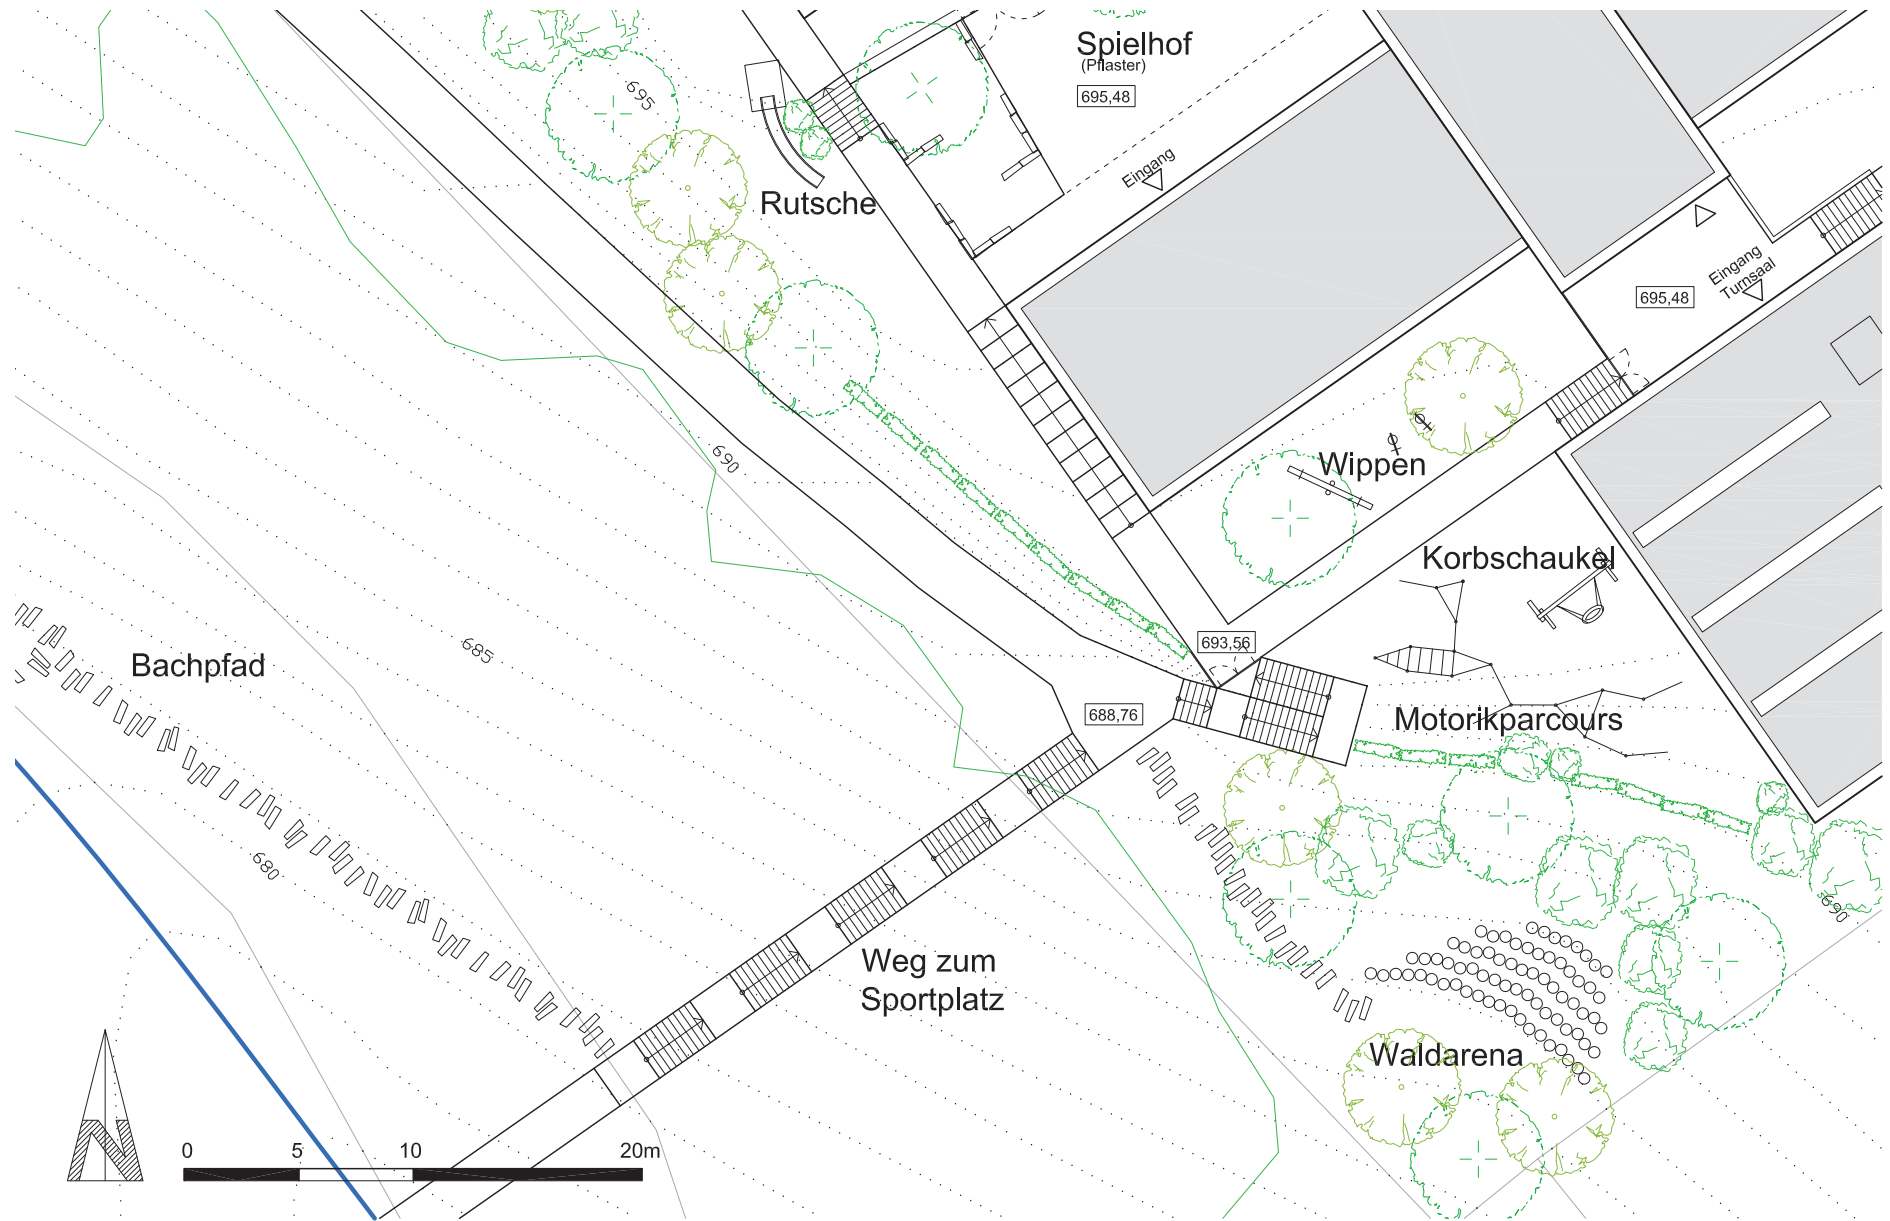 Spielhof
(Pflaster)
695,48
695
Eingang
Rutsche
Eingang
Turnsaal
695,48
690
Wippen
Korbschaukel
693,56
685
Bachpfad
688,76
Motorikparcours
680
690
Weg zum
Sportplatz
Waldarena
N
0 5 10 20m